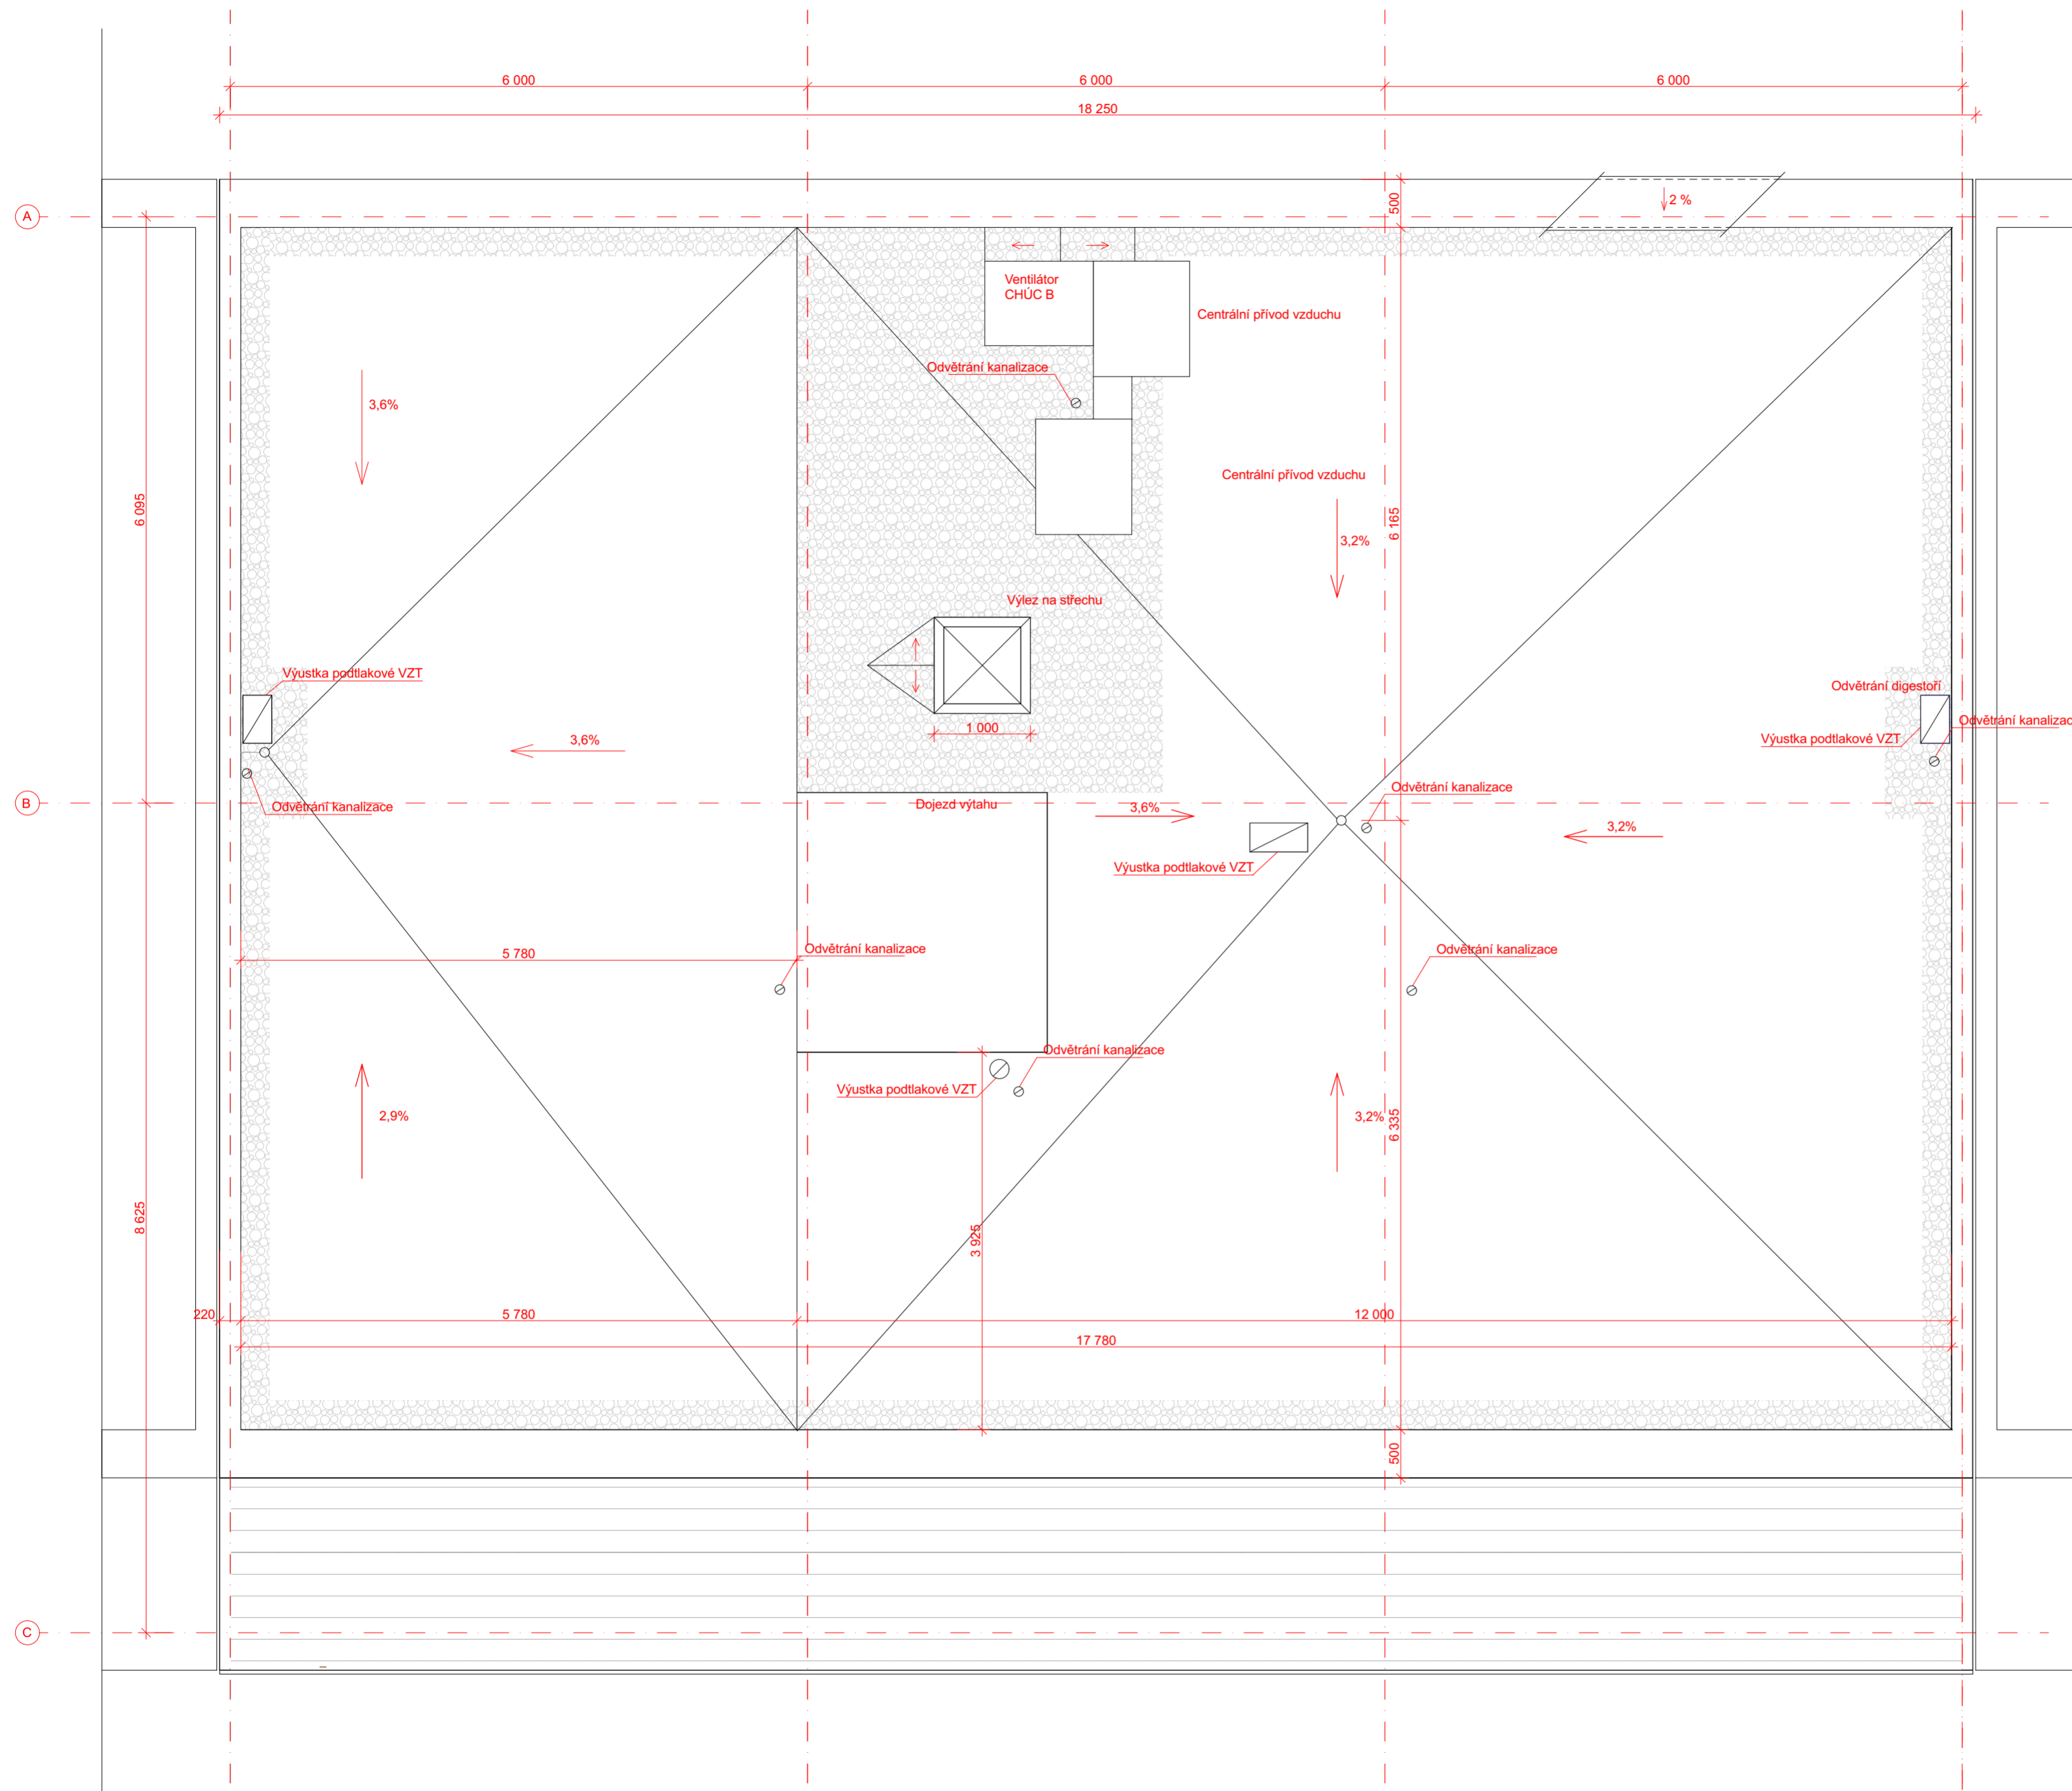 6 000
6 000
6 000
18 250
A
500
2 %
Ventilátor
CHÚC B
Centrální přívod vzduchu
Odvětrání kanalizace
3,6%
Centrální přívod vzduchu
6 095
6 165
3,2%
Výlez na střechu
Výustka podtlakové VZT
Odvětrání digestoří
Odvětrání kanalizac
1 000
3,6%
Výustka podtlakové VZT
Odvětrání kanalizace
B
Odvětrání kanalizace
Dojezd výtahu
3,6%
3,2%
Výustka podtlakové VZT
5 780
Odvětrání kanalizace
Odvětrání kanalizace
Odvětrání kanalizace
Výustka podtlakové VZT
2,9%
3,2%
6 335
8 625
3 925
220
5 780
12 000
17 780
500
C